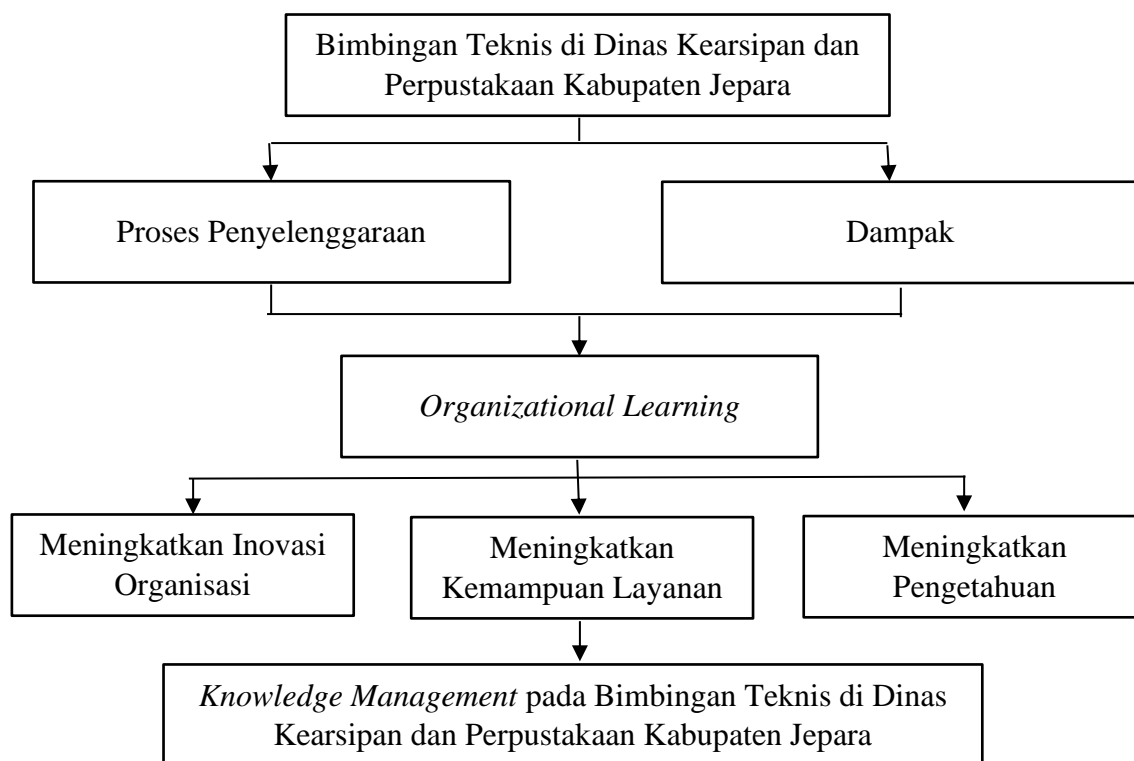 Bimbingan Teknis di Dinas Kearsipan dan
Perpustakaan Kabupaten Jepara
Proses Penyelenggaraan
Dampak
Organizational Learning
Meningkatkan Inovasi
Organisasi
Meningkatkan
Kemampuan Layanan
Meningkatkan
Pengetahuan
Knowledge Management pada Bimbingan Teknis di Dinas
Kearsipan dan Perpustakaan Kabupaten Jepara